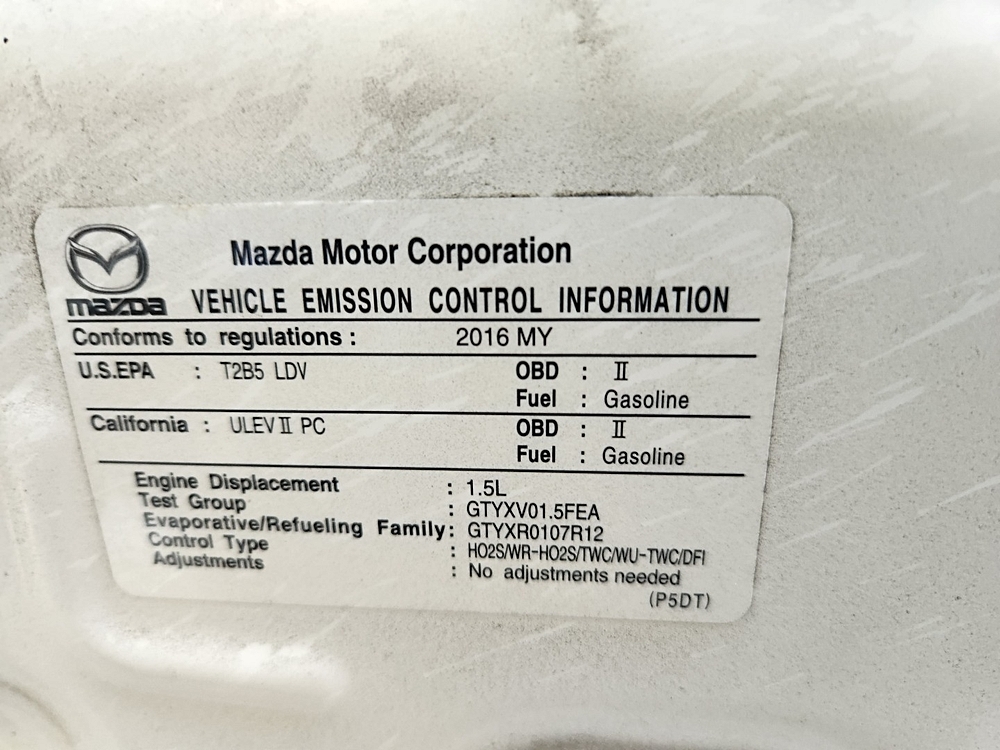 Mazda Motor Corporation
mazda VEHICLE EMISSION CONTROL INFORMATION
Conforms to regulations : 2016 MY
U.S.EPA : T2B5 LDV OBD : II
Fuel : Gasoline
California : ULEV II PC OBD : II
Fuel : Gasoline
Engine Displacement : 1.5L
Test Group : GTYXV01.5FEA
Evaporative/Refueling Family : GTYXR0107R12
Control Type : HO2S/WR-HO2S/TWC/WU-TWC/DFI
Adjustments : No adjustments needed
(P5DT)